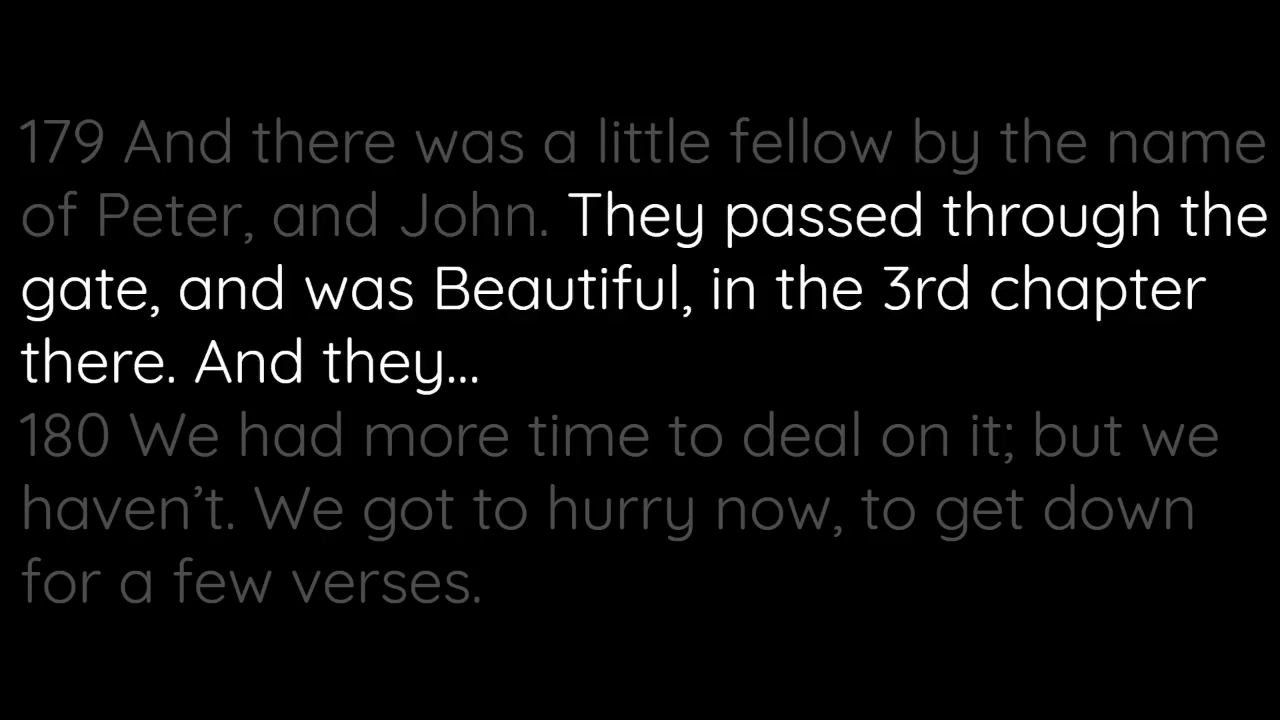 179 And there was a little fellow by the name
of Peter, and John. They passed through the
gate, and was Beautiful, in the 3rd chapter
there. And they...
180 We had more time to deal on it; but we
haven’t. We got to hurry now, to get down
for a few verses.